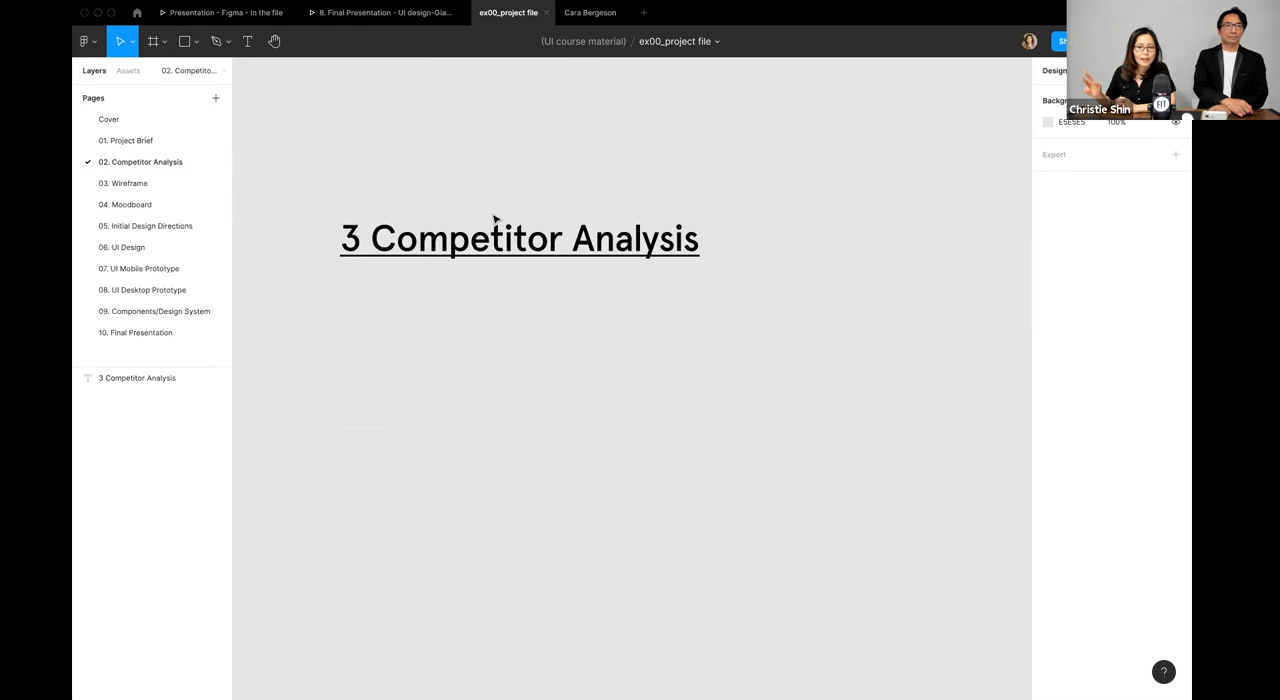 Presentation - Figma - In the file
8. Final Presentation - UI design-Gia...
ex00_project file
Cara Bergeson
(UI course material) / ex00_project file
Sh
Layers
Assets
02. Competito...
Pages
Cover
01. Project Brief
02. Competitor Analysis
03. Wireframe
04. Moodboard
05. Initial Design Directions
06. UI Design
07. UI Mobile Prototype
08. UI Desktop Prototype
09. Components/Design System
10. Final Presentation
3 Competitor Analysis
3 Competitor Analysis
Design
Backg
E5E5E5 100%
Export
Christie Shin
FIT
?